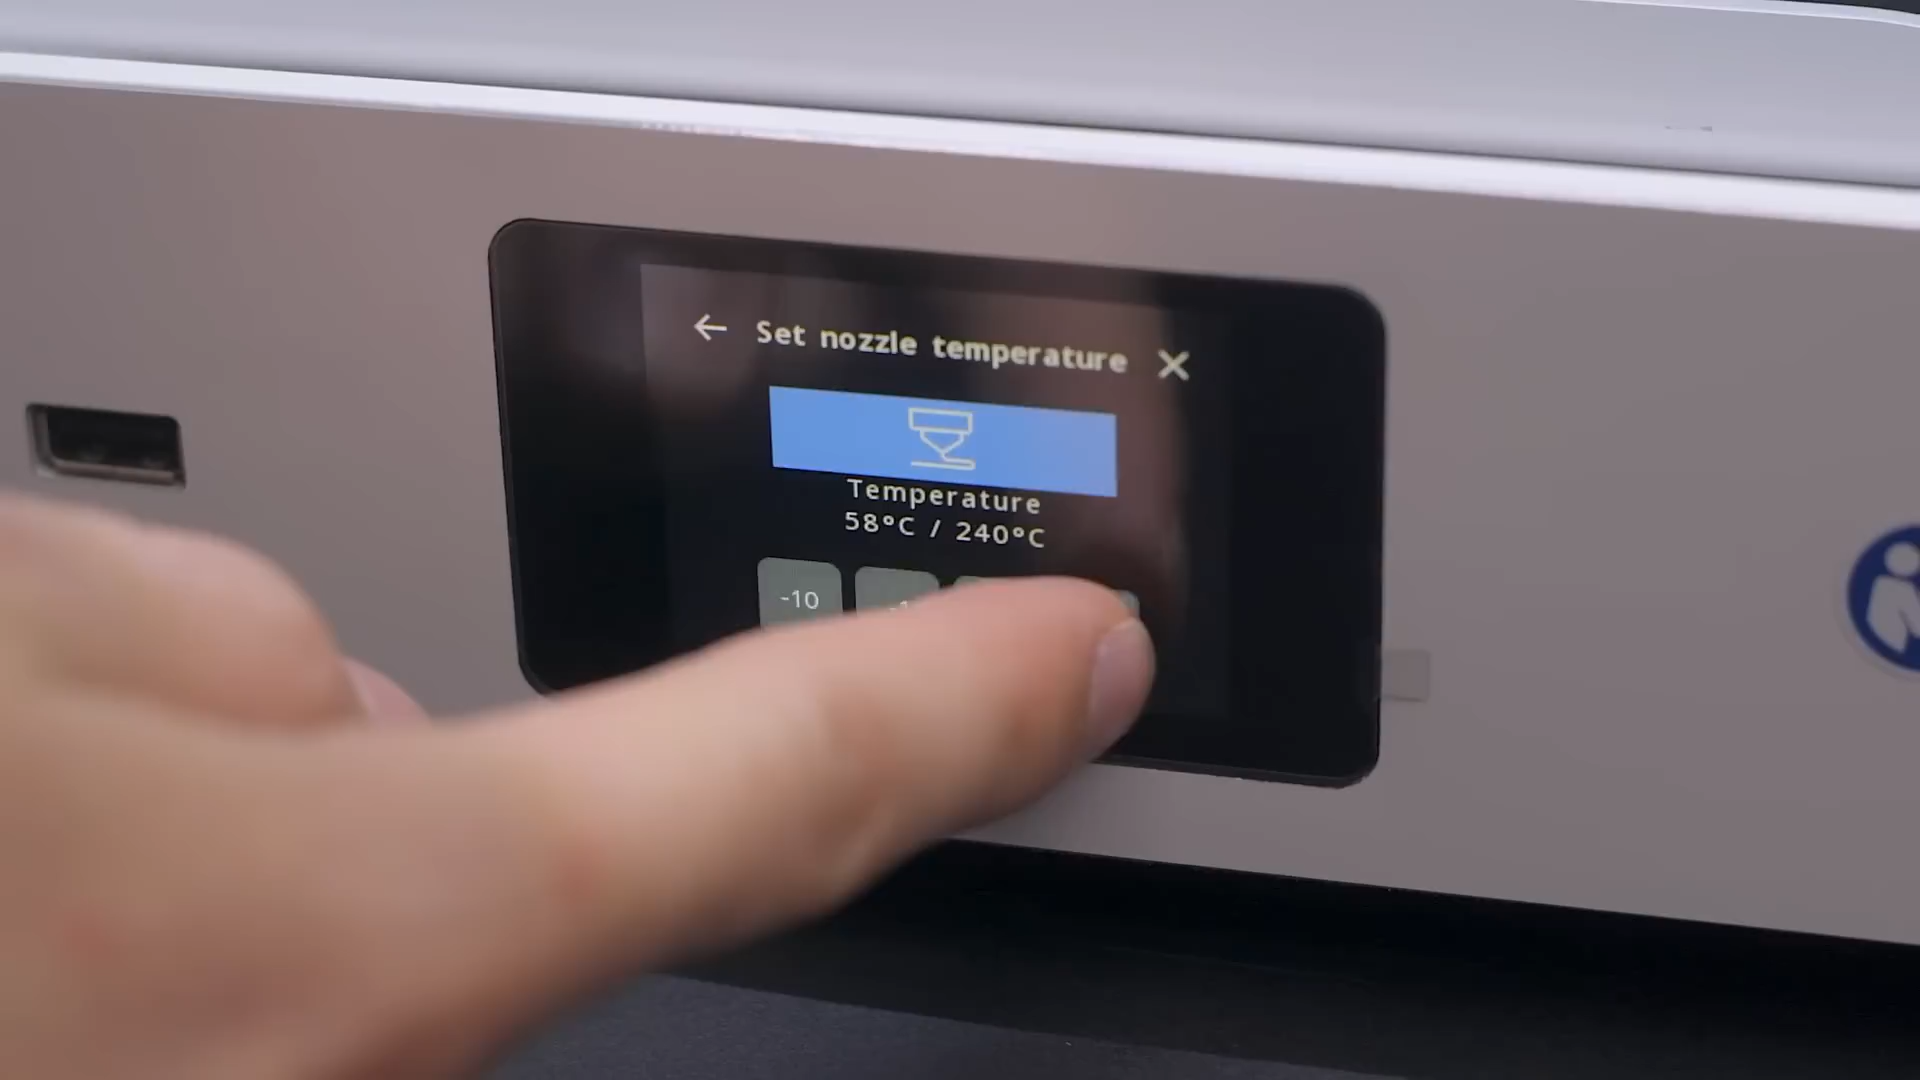 ← Set nozzle temperature ×
Temperature
58°C / 240°C
-10